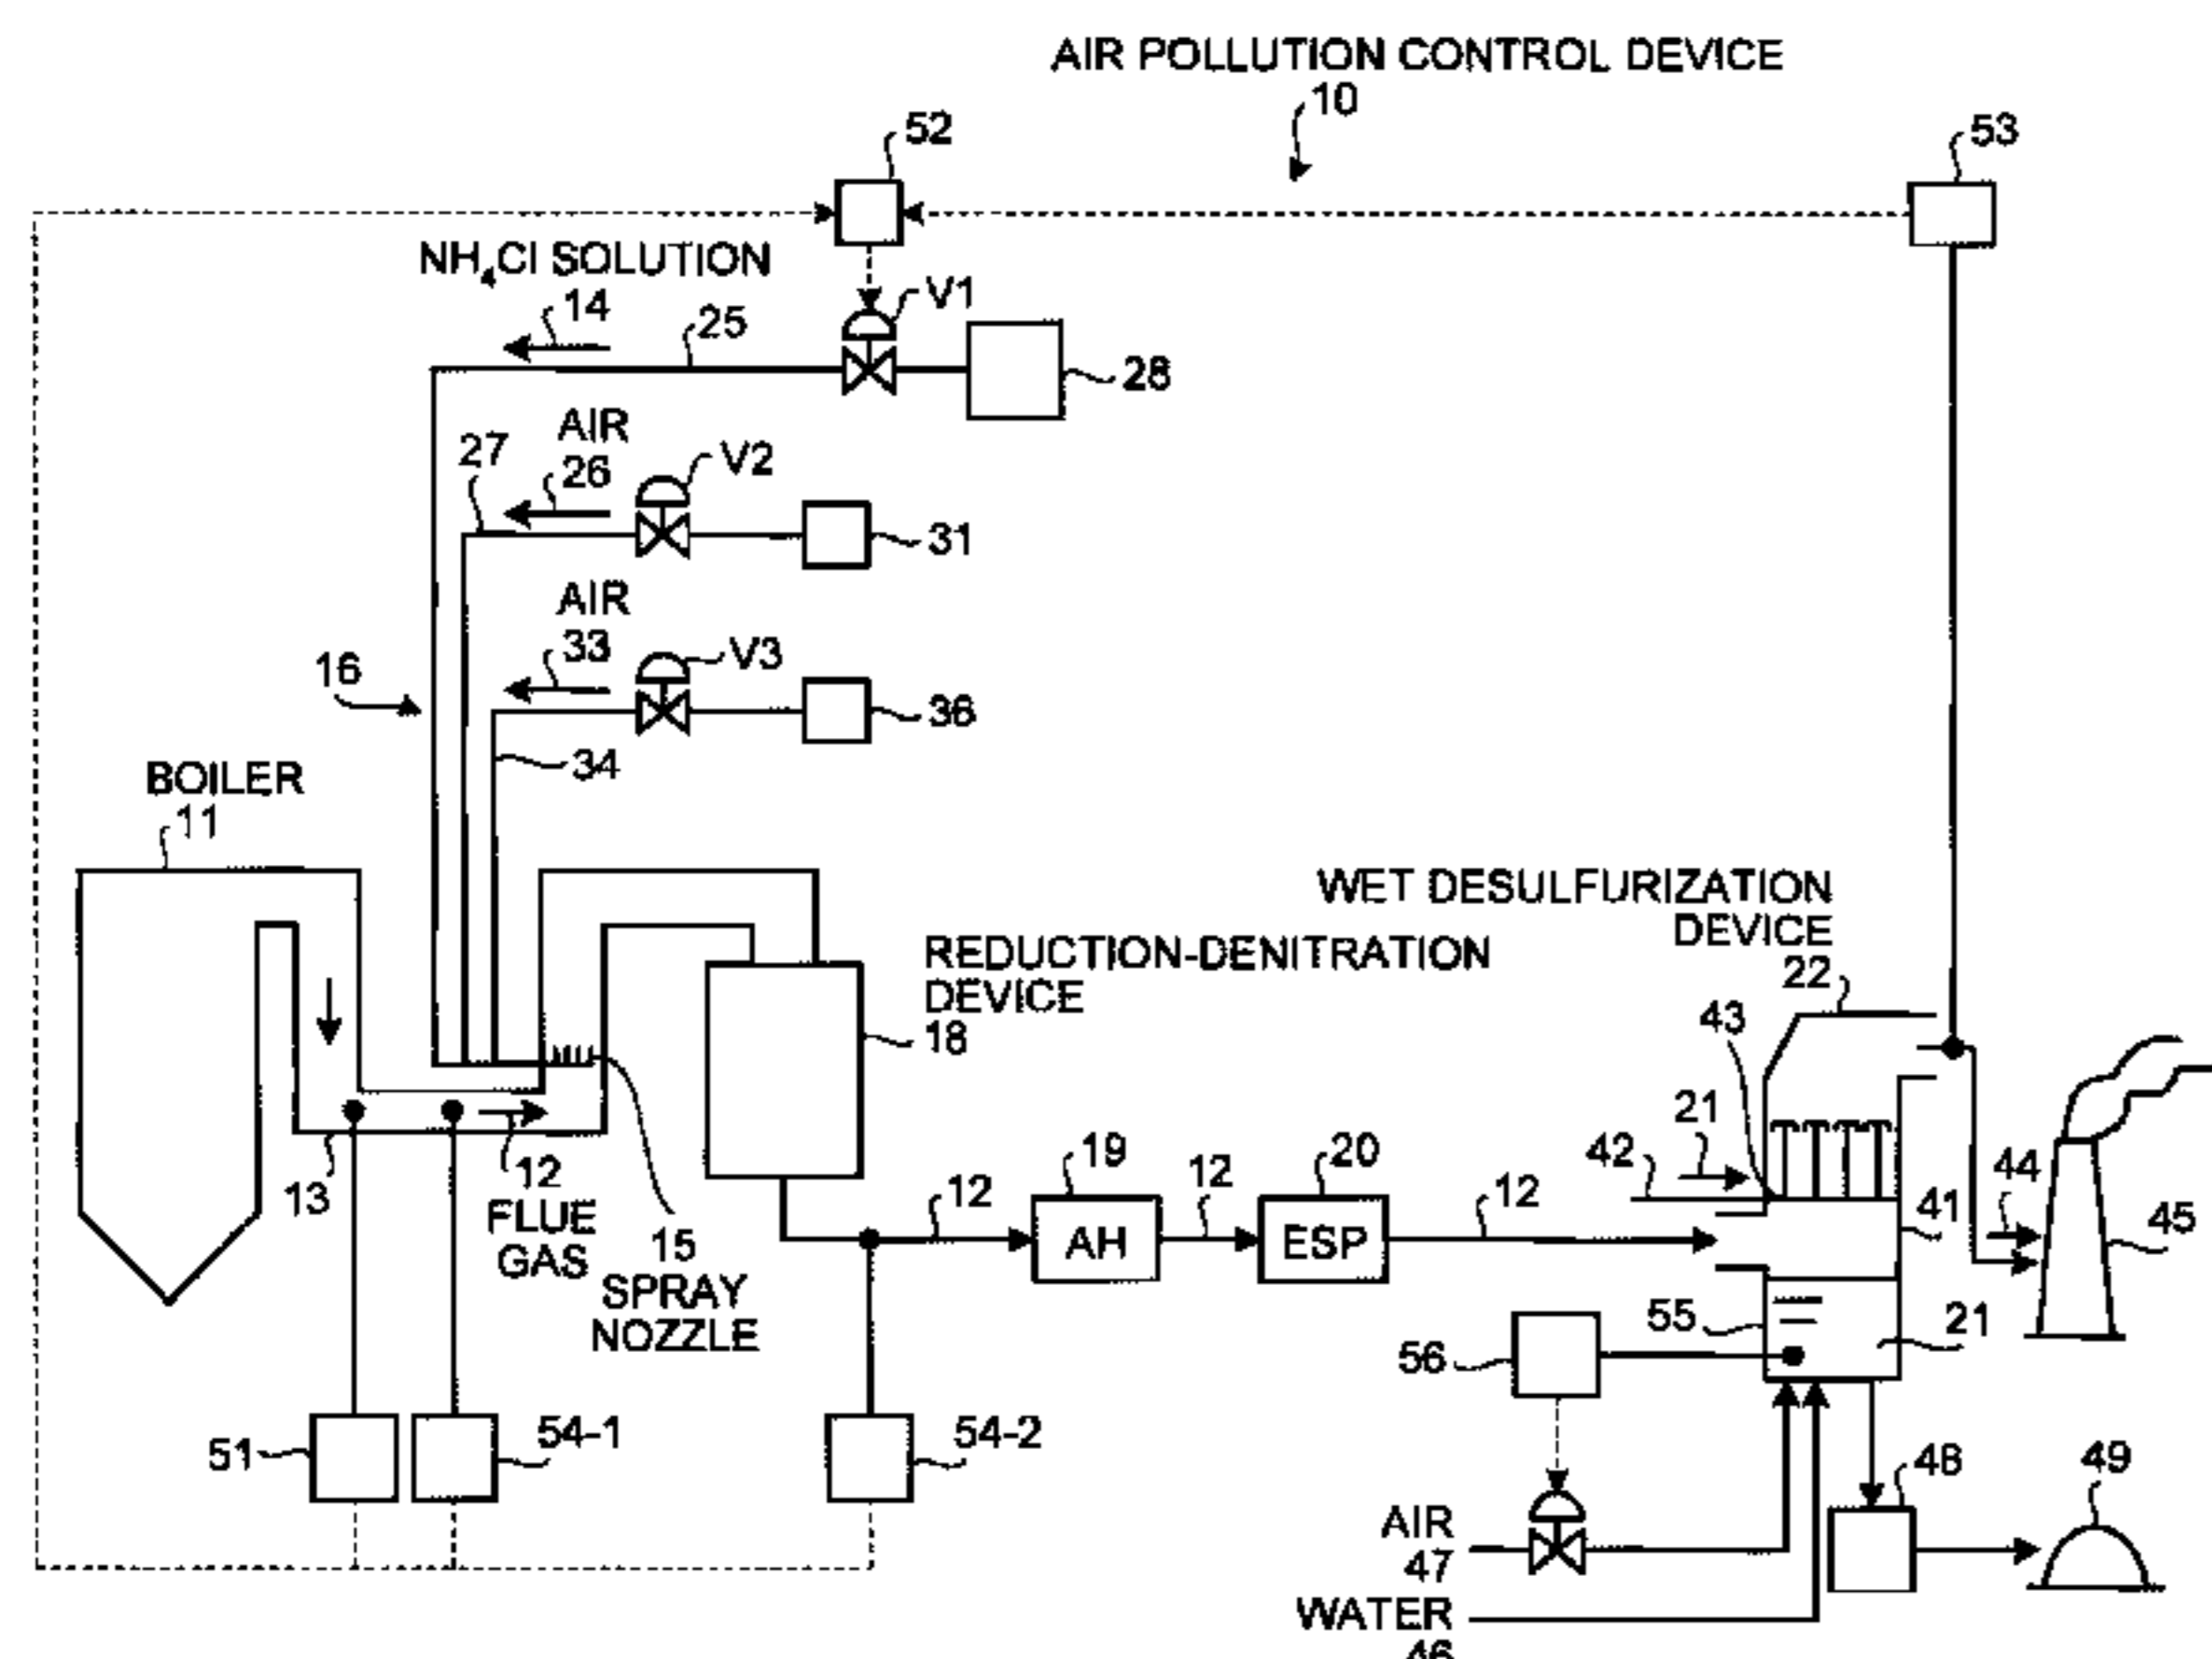 AIR POLLUTION CONTROL DEVICE
10
52
53
NH4Cl SOLUTION
14
25
V1
28
AIR
27
26
V2
31
AIR
33
V3
16
36
34
BOILER
11
WET DESULFURIZATION
DEVICE
22
REDUCTION-DENITRATION
DEVICE
18
43
21
42
19
12
12
20
12
44
41
45
AH
ESP
13
12
FLUE
GAS
15
SPRAY
NOZZLE
55
21
56
51
54-1
54-2
48
49
AIR
47
WATER
46